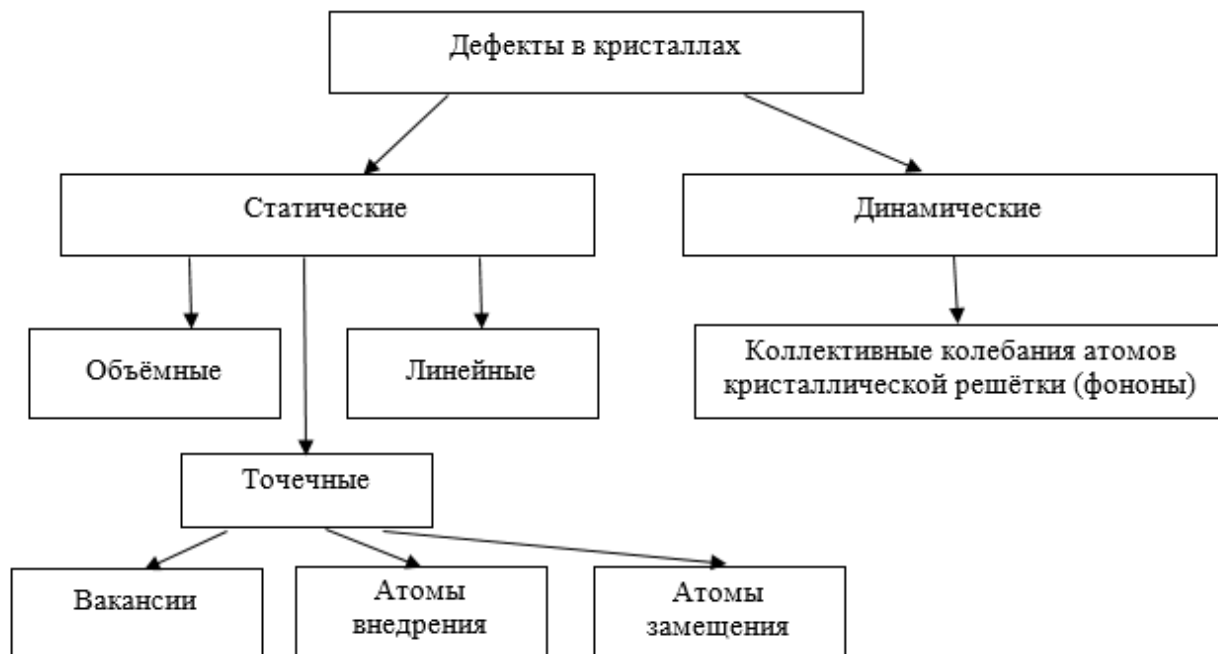 Дефекты в кристаллах
Статические
Динамические
Объёмные
Линейные
Коллективные колебания атомов
кристаллической решётки (фононы)
Точечные
Вакансии
Атомы
внедрения
Атомы
замещения